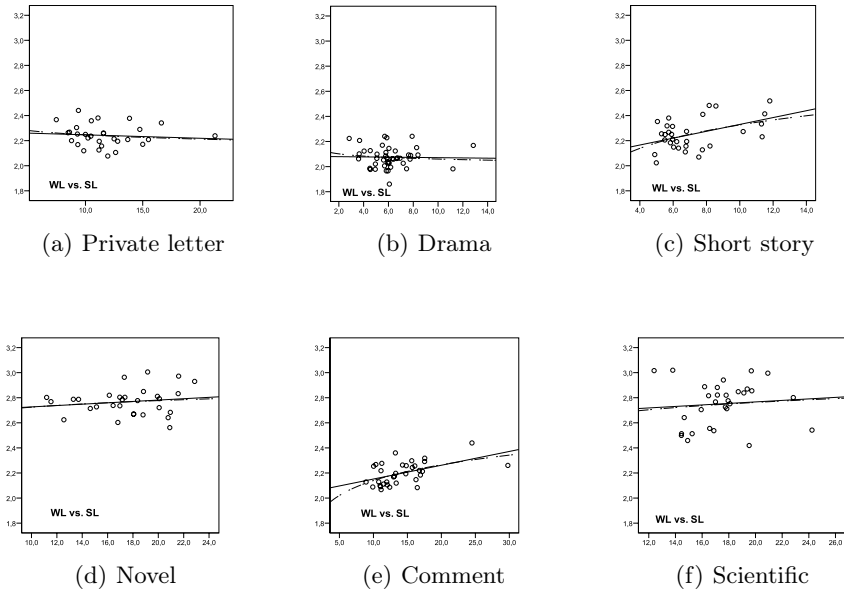 3,2
3,0
2,8
2,6
2,4
2,2
2,0
1,8
WL vs. SL
10,0 15,0 20,0
(a) Private letter
3,2
3,0
2,8
2,6
2,4
2,2
2,0
1,8
WL vs. SL
2,0 4,0 6,0 8,0 10,0 12,0 14,0
(b) Drama
3,2
3,0
2,8
2,6
2,4
2,2
2,0
1,8
WL vs. SL
4,0 6,0 8,0 10,0 12,0 14,0
(c) Short story
3,2
3,0
2,8
2,6
2,4
2,2
2,0
1,8
WL vs. SL
10,0 12,0 14,0 16,0 18,0 20,0 22,0 24,0
(d) Novel
3,2
3,0
2,8
2,6
2,4
2,2
2,0
1,8
WL vs. SL
5,0 10,0 15,0 20,0 25,0 30,0
(e) Comment
3,2
3,0
2,8
2,6
2,4
2,2
2,0
1,8
WL vs. SL
12,0 14,0 16,0 18,0 20,0 22,0 24,0 26,0
(f) Scientific